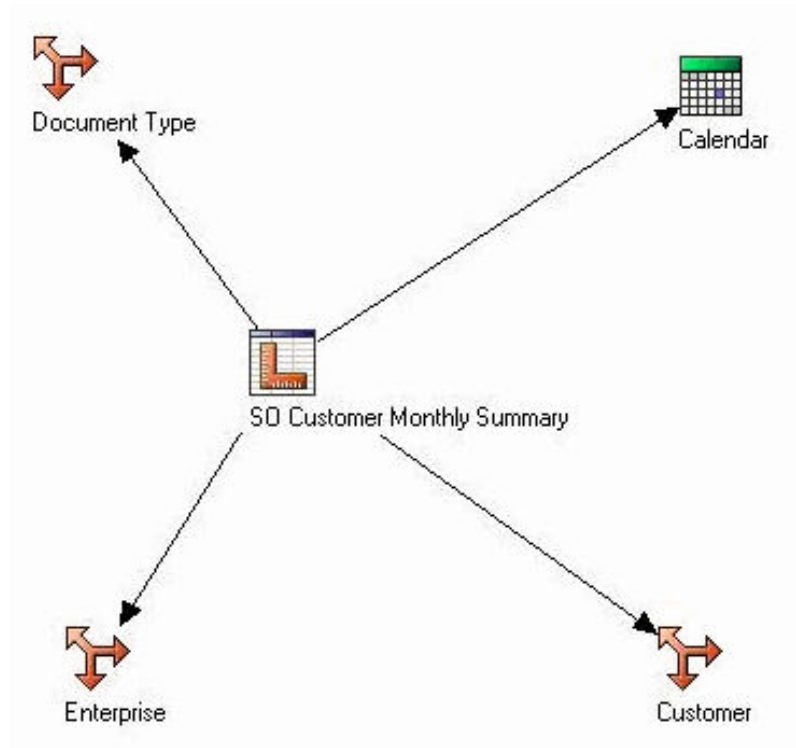 Document Type
Calendar
SO Customer Monthly Summary
Enterprise
Customer